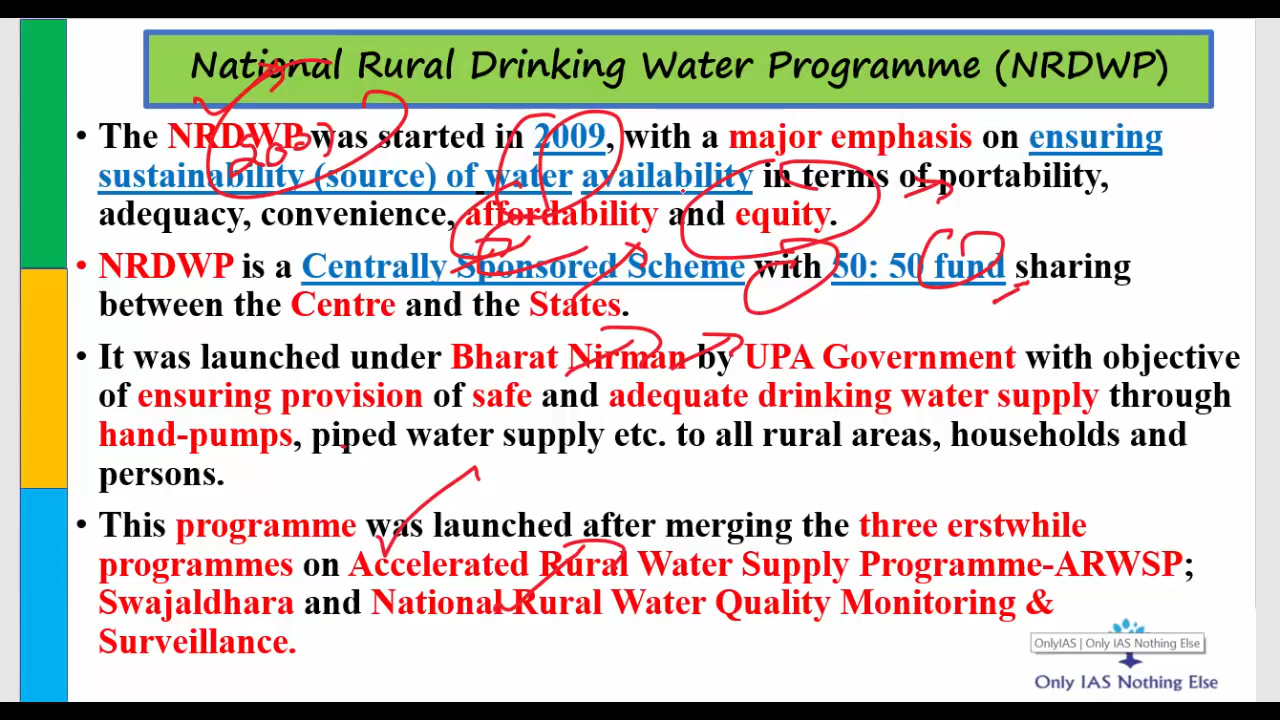 National Rural Drinking Water Programme (NRDWP)
• The NRDWP was started in 2009, with a major emphasis on ensuring
sustainability (source) of water availability in terms of portability,
adequacy, convenience, affordability and equity.
• NRDWP is a Centrally Sponsored Scheme with 50: 50 fund sharing
between the Centre and the States.
• It was launched under Bharat Nirman by UPA Government with objective
of ensuring provision of safe and adequate drinking water supply through
hand-pumps, piped water supply etc. to all rural areas, households and
persons.
• This programme was launched after merging the three erstwhile
programmes on Accelerated Rural Water Supply Programme-ARWSP;
Swajaldhara and National Rural Water Quality Monitoring &
Surveillance.
OnlyIAS | Only IAS Nothing Else
Only IAS Nothing Else